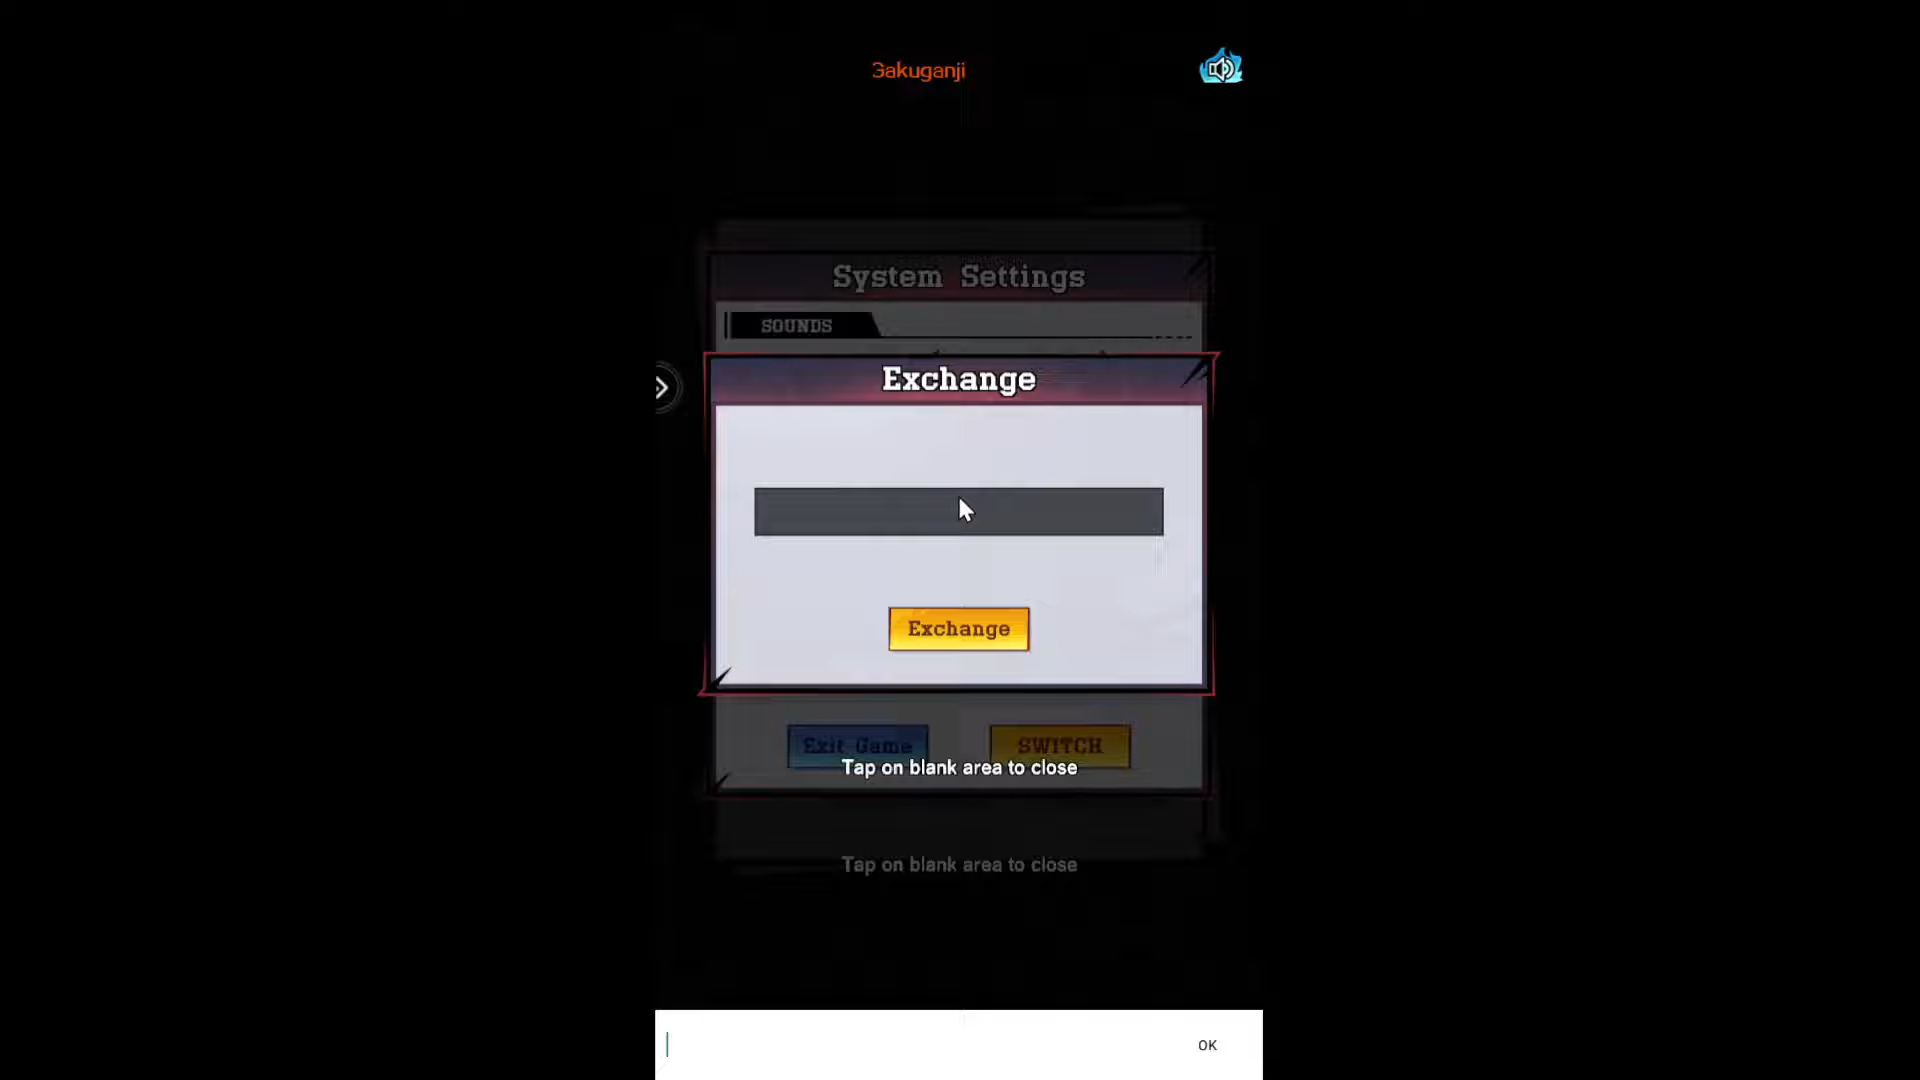 Gakuganji
System Settings
SOUNDS
Exchange
Exchange
Exit Game
SWITCH
Tap on blank area to close
Tap on blank area to close
OK